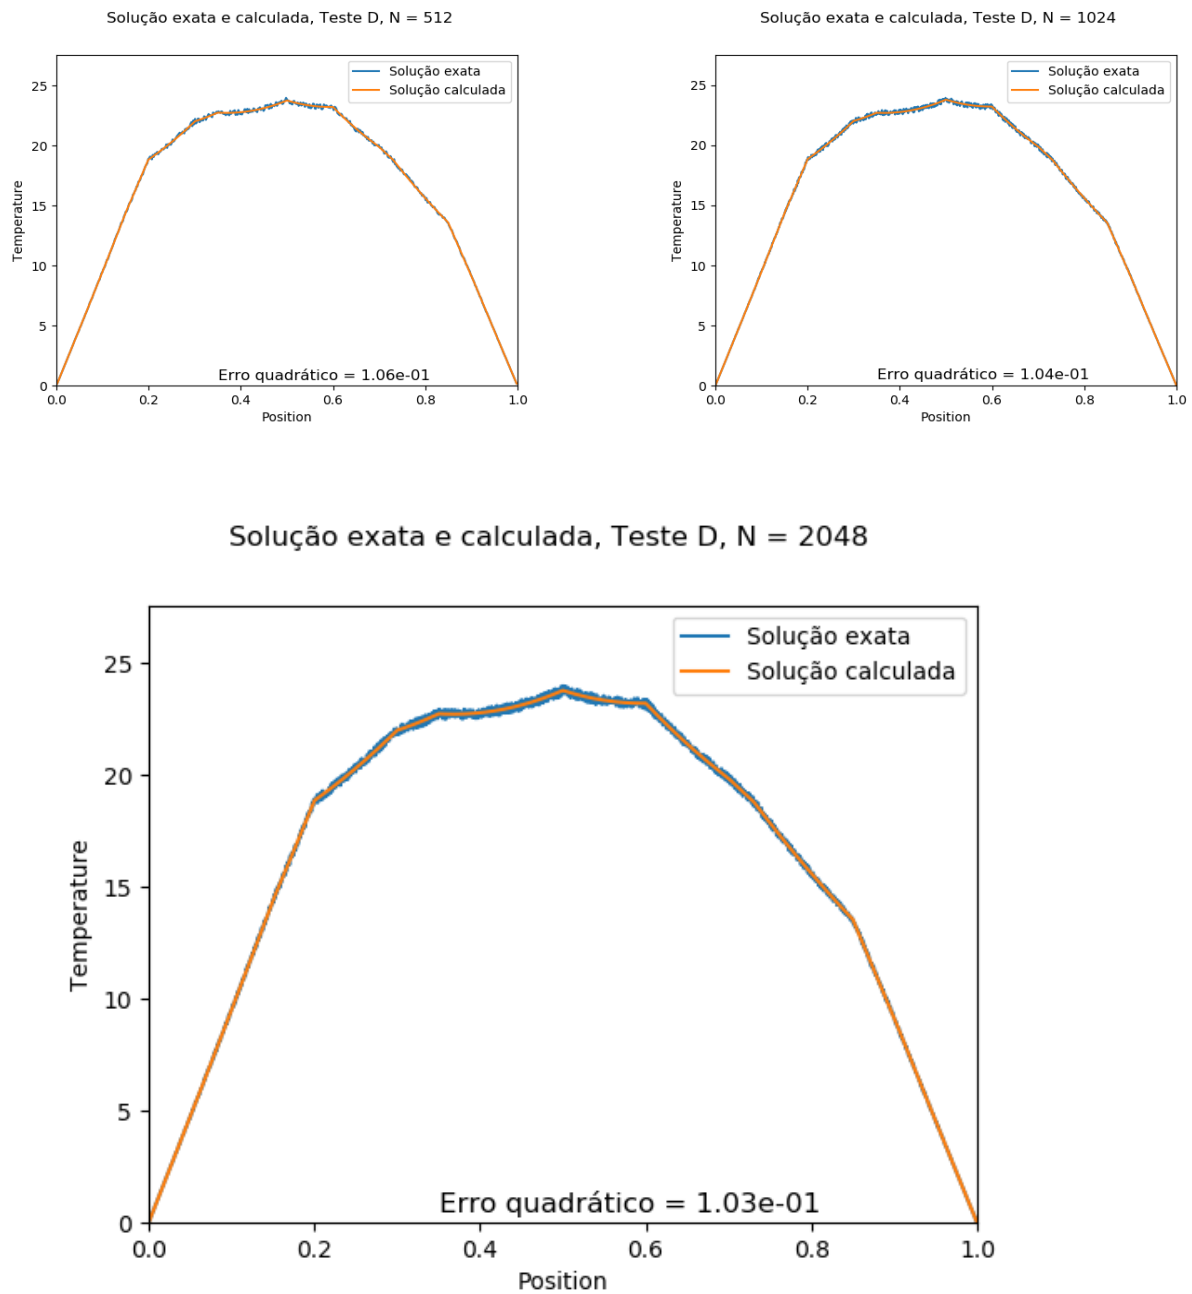 Solução exata e calculada, Teste D, N = 512
Solução exata
Solução calculada
25
20
15
10
5
0
Temperature
Erro quadrático = 1.06e-01
0.0 0.2 0.4 0.6 0.8 1.0
Position
Solução exata e calculada, Teste D, N = 1024
Solução exata
Solução calculada
25
20
15
10
5
0
Temperature
Erro quadrático = 1.04e-01
0.0 0.2 0.4 0.6 0.8 1.0
Position
Solução exata e calculada, Teste D, N = 2048
Solução exata
Solução calculada
25
20
15
10
5
0
Temperature
Erro quadrático = 1.03e-01
0.0 0.2 0.4 0.6 0.8 1.0
Position